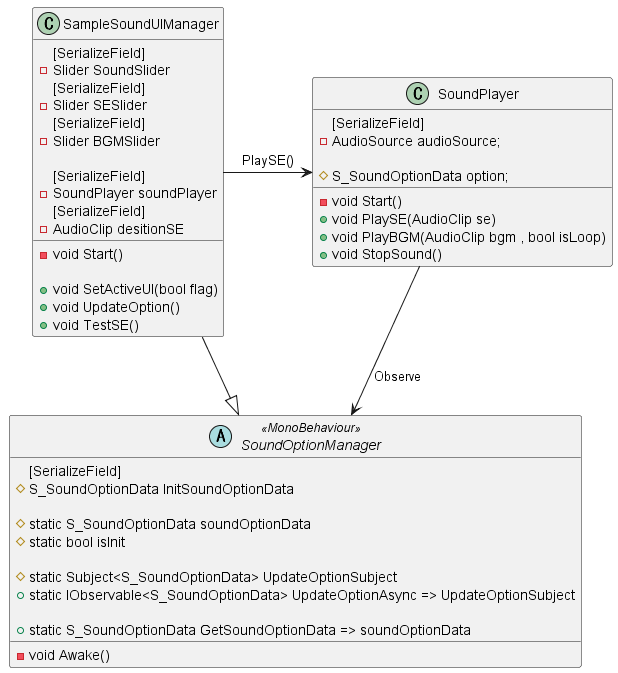 C SampleSoundUIManager
[SerializeField]
Slider SoundSlider
[SerializeField]
Slider SESlider
[SerializeField]
Slider BGMSlider
[SerializeField]
SoundPlayer soundPlayer
[SerializeField]
AudioClip desitionSE
void Start()
void SetActiveUI(bool flag)
void UpdateOption()
void TestSE()
PlaySE()
C SoundPlayer
[SerializeField]
AudioSource audioSource;
S_SoundOptionData option;
void Start()
void PlaySE(AudioClip se)
void PlayBGM(AudioClip bgm , bool isLoop)
void StopSound()
Observe
A «MonoBehaviour»
SoundOptionManager
[SerializeField]
S_SoundOptionData InitSoundOptionData
static S_SoundOptionData soundOptionData
static bool isInit
static Subject<S_SoundOptionData> UpdateOptionSubject
static IObservable<S_SoundOptionData> UpdateOptionAsync => UpdateOptionSubject
static S_SoundOptionData GetSoundOptionData => soundOptionData
void Awake()